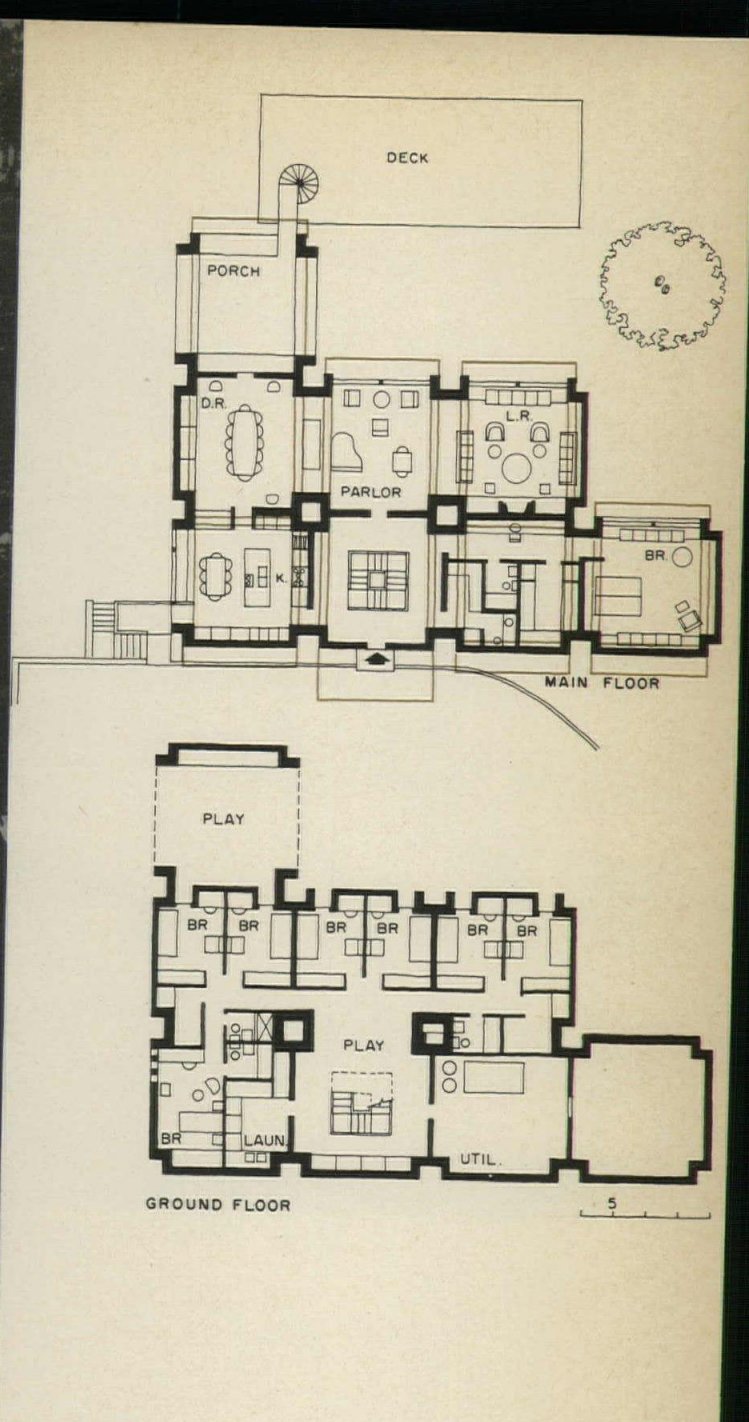 DECK
PORCH
D.R.
L.R.
PARLOR
K.
BR.
MAIN FLOOR
PLAY
BR BR BR BR BR BR
PLAY
BR
LAUN.
UTIL.
GROUND FLOOR
5